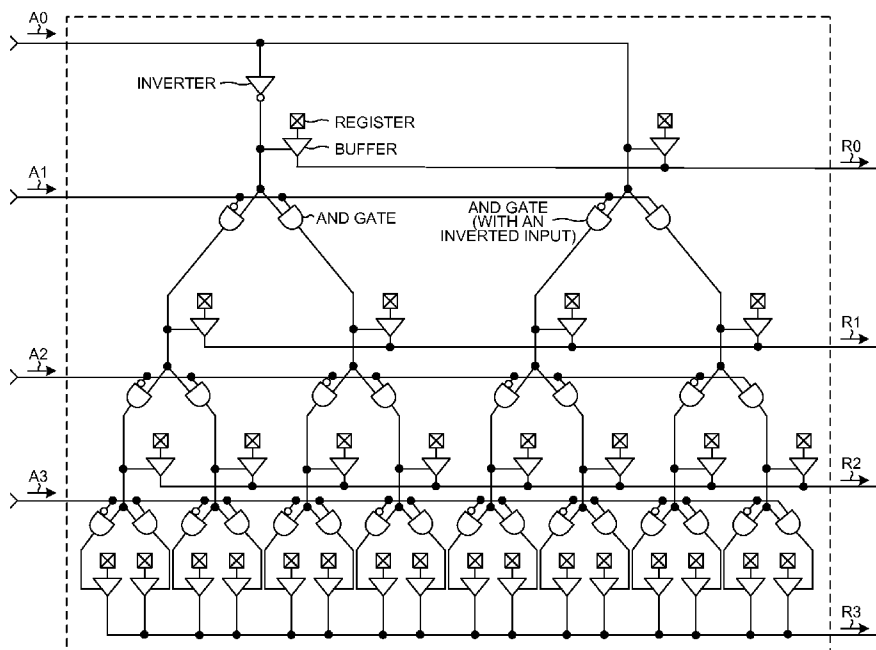 A0
INVERTER
REGISTER
BUFFER
R0
A1
AND GATE
AND GATE
(WITH AN
INVERTED INPUT)
R1
A2
R2
A3
R3